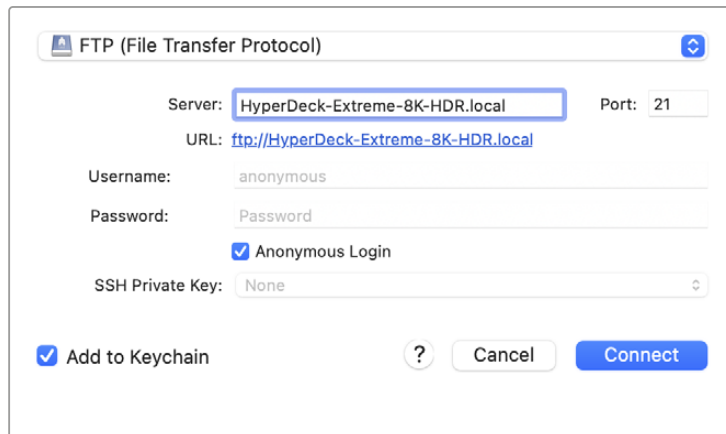 FTP (File Transfer Protocol)
Server: HyperDeck-Extreme-8K-HDR.local Port: 21
URL: ftp://HyperDeck-Extreme-8K-HDR.local
Username: anonymous
Password: Password
Anonymous Login
SSH Private Key: None
Add to Keychain ? Cancel Connect